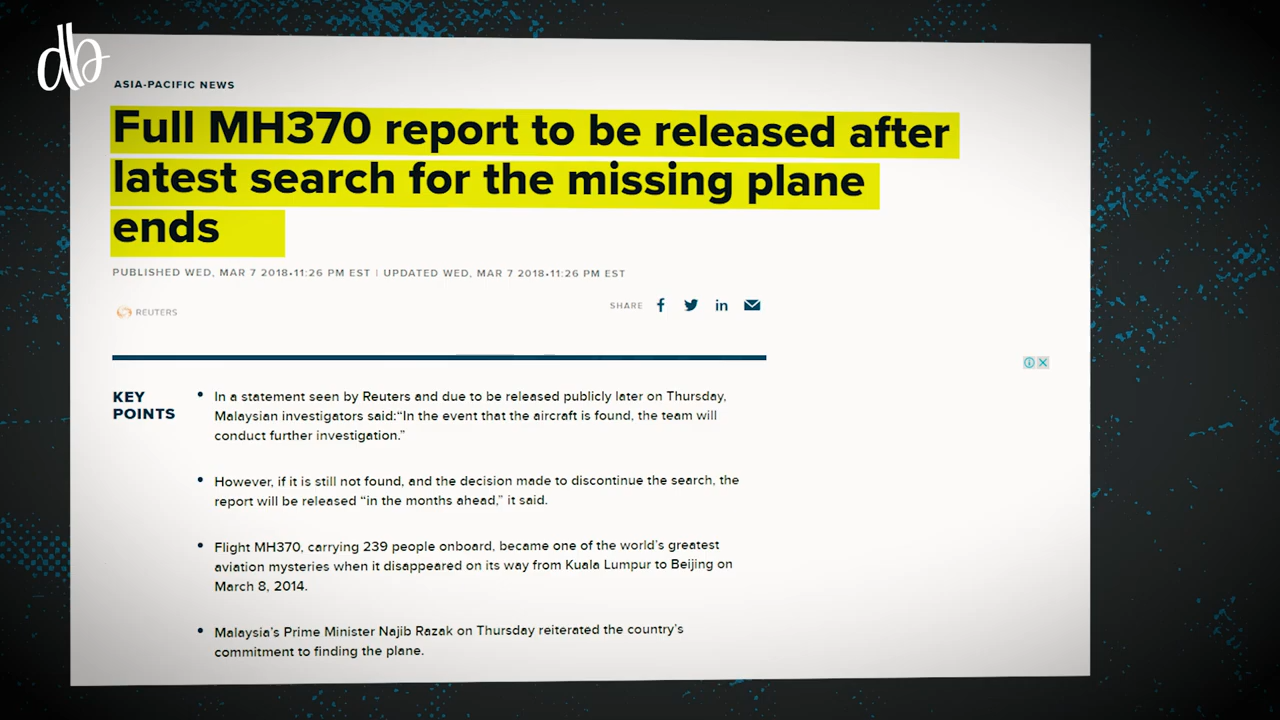 db
ASIA-PACIFIC NEWS
Full MH370 report to be released after
latest search for the missing plane
ends
PUBLISHED WED, MAR 7 2018•11:26 PM EST | UPDATED WED, MAR 7 2018•11:26 PM EST
REUTERS
SHARE
KEY
POINTS
• In a statement seen by Reuters and due to be released publicly later on Thursday,
Malaysian investigators said:“In the event that the aircraft is found, the team will
conduct further investigation.”
• However, if it is still not found, and the decision made to discontinue the search, the
report will be released “in the months ahead,” it said.
• Flight MH370, carrying 239 people onboard, became one of the world’s greatest
aviation mysteries when it disappeared on its way from Kuala Lumpur to Beijing on
March 8, 2014.
• Malaysia’s Prime Minister Najib Razak on Thursday reiterated the country’s
commitment to finding the plane.